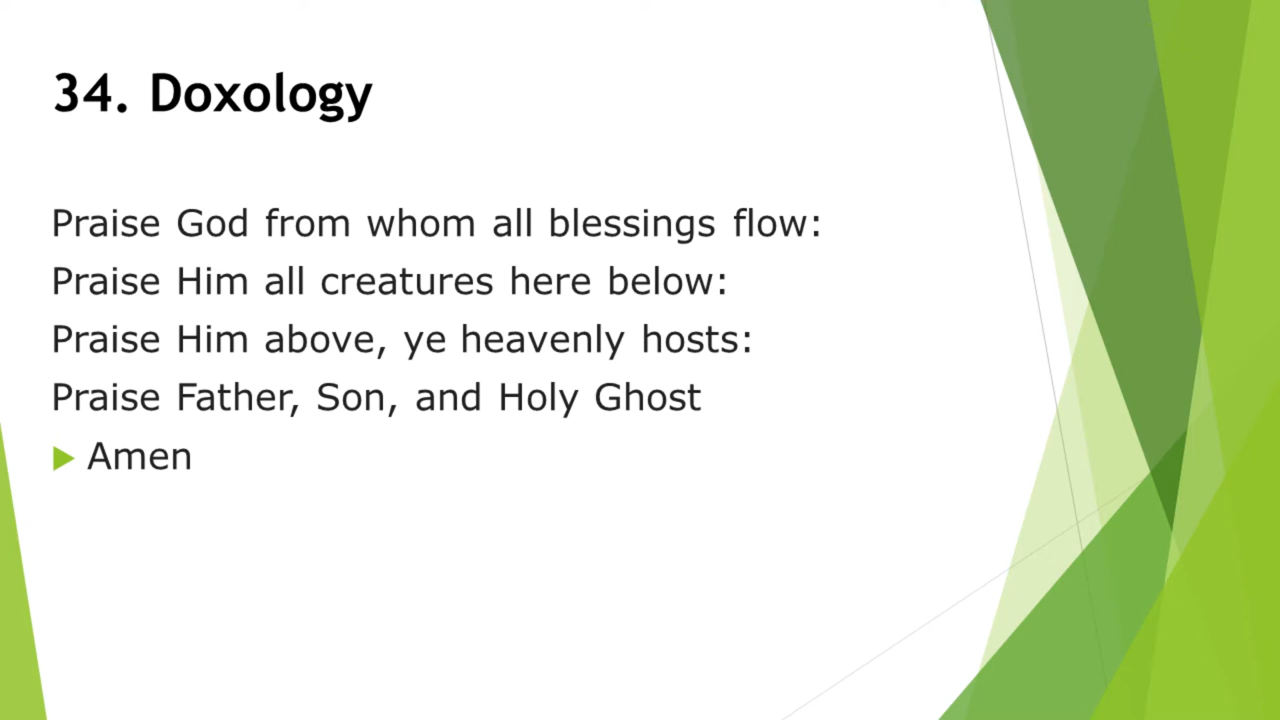 34. Doxology
Praise God from whom all blessings flow:
Praise Him all creatures here below:
Praise Him above, ye heavenly hosts:
Praise Father, Son, and Holy Ghost
Amen